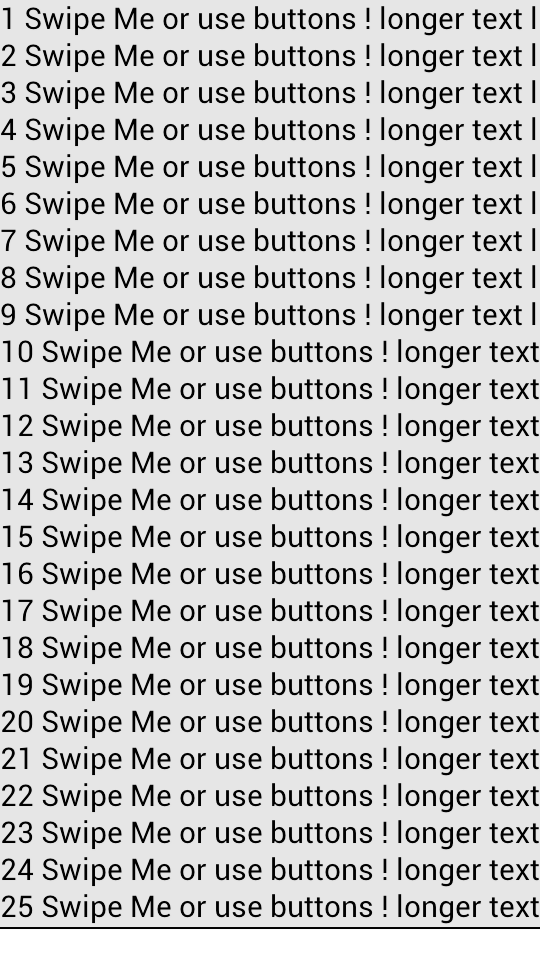 1 Swipe Me or use buttons ! longer text l
2 Swipe Me or use buttons ! longer text l
3 Swipe Me or use buttons ! longer text l
4 Swipe Me or use buttons ! longer text l
5 Swipe Me or use buttons ! longer text l
6 Swipe Me or use buttons ! longer text l
7 Swipe Me or use buttons ! longer text l
8 Swipe Me or use buttons ! longer text l
9 Swipe Me or use buttons ! longer text l
10 Swipe Me or use buttons ! longer text
11 Swipe Me or use buttons ! longer text
12 Swipe Me or use buttons ! longer text
13 Swipe Me or use buttons ! longer text
14 Swipe Me or use buttons ! longer text
15 Swipe Me or use buttons ! longer text
16 Swipe Me or use buttons ! longer text
17 Swipe Me or use buttons ! longer text
18 Swipe Me or use buttons ! longer text
19 Swipe Me or use buttons ! longer text
20 Swipe Me or use buttons ! longer text
21 Swipe Me or use buttons ! longer text
22 Swipe Me or use buttons ! longer text
23 Swipe Me or use buttons ! longer text
24 Swipe Me or use buttons ! longer text
25 Swipe Me or use buttons ! longer text